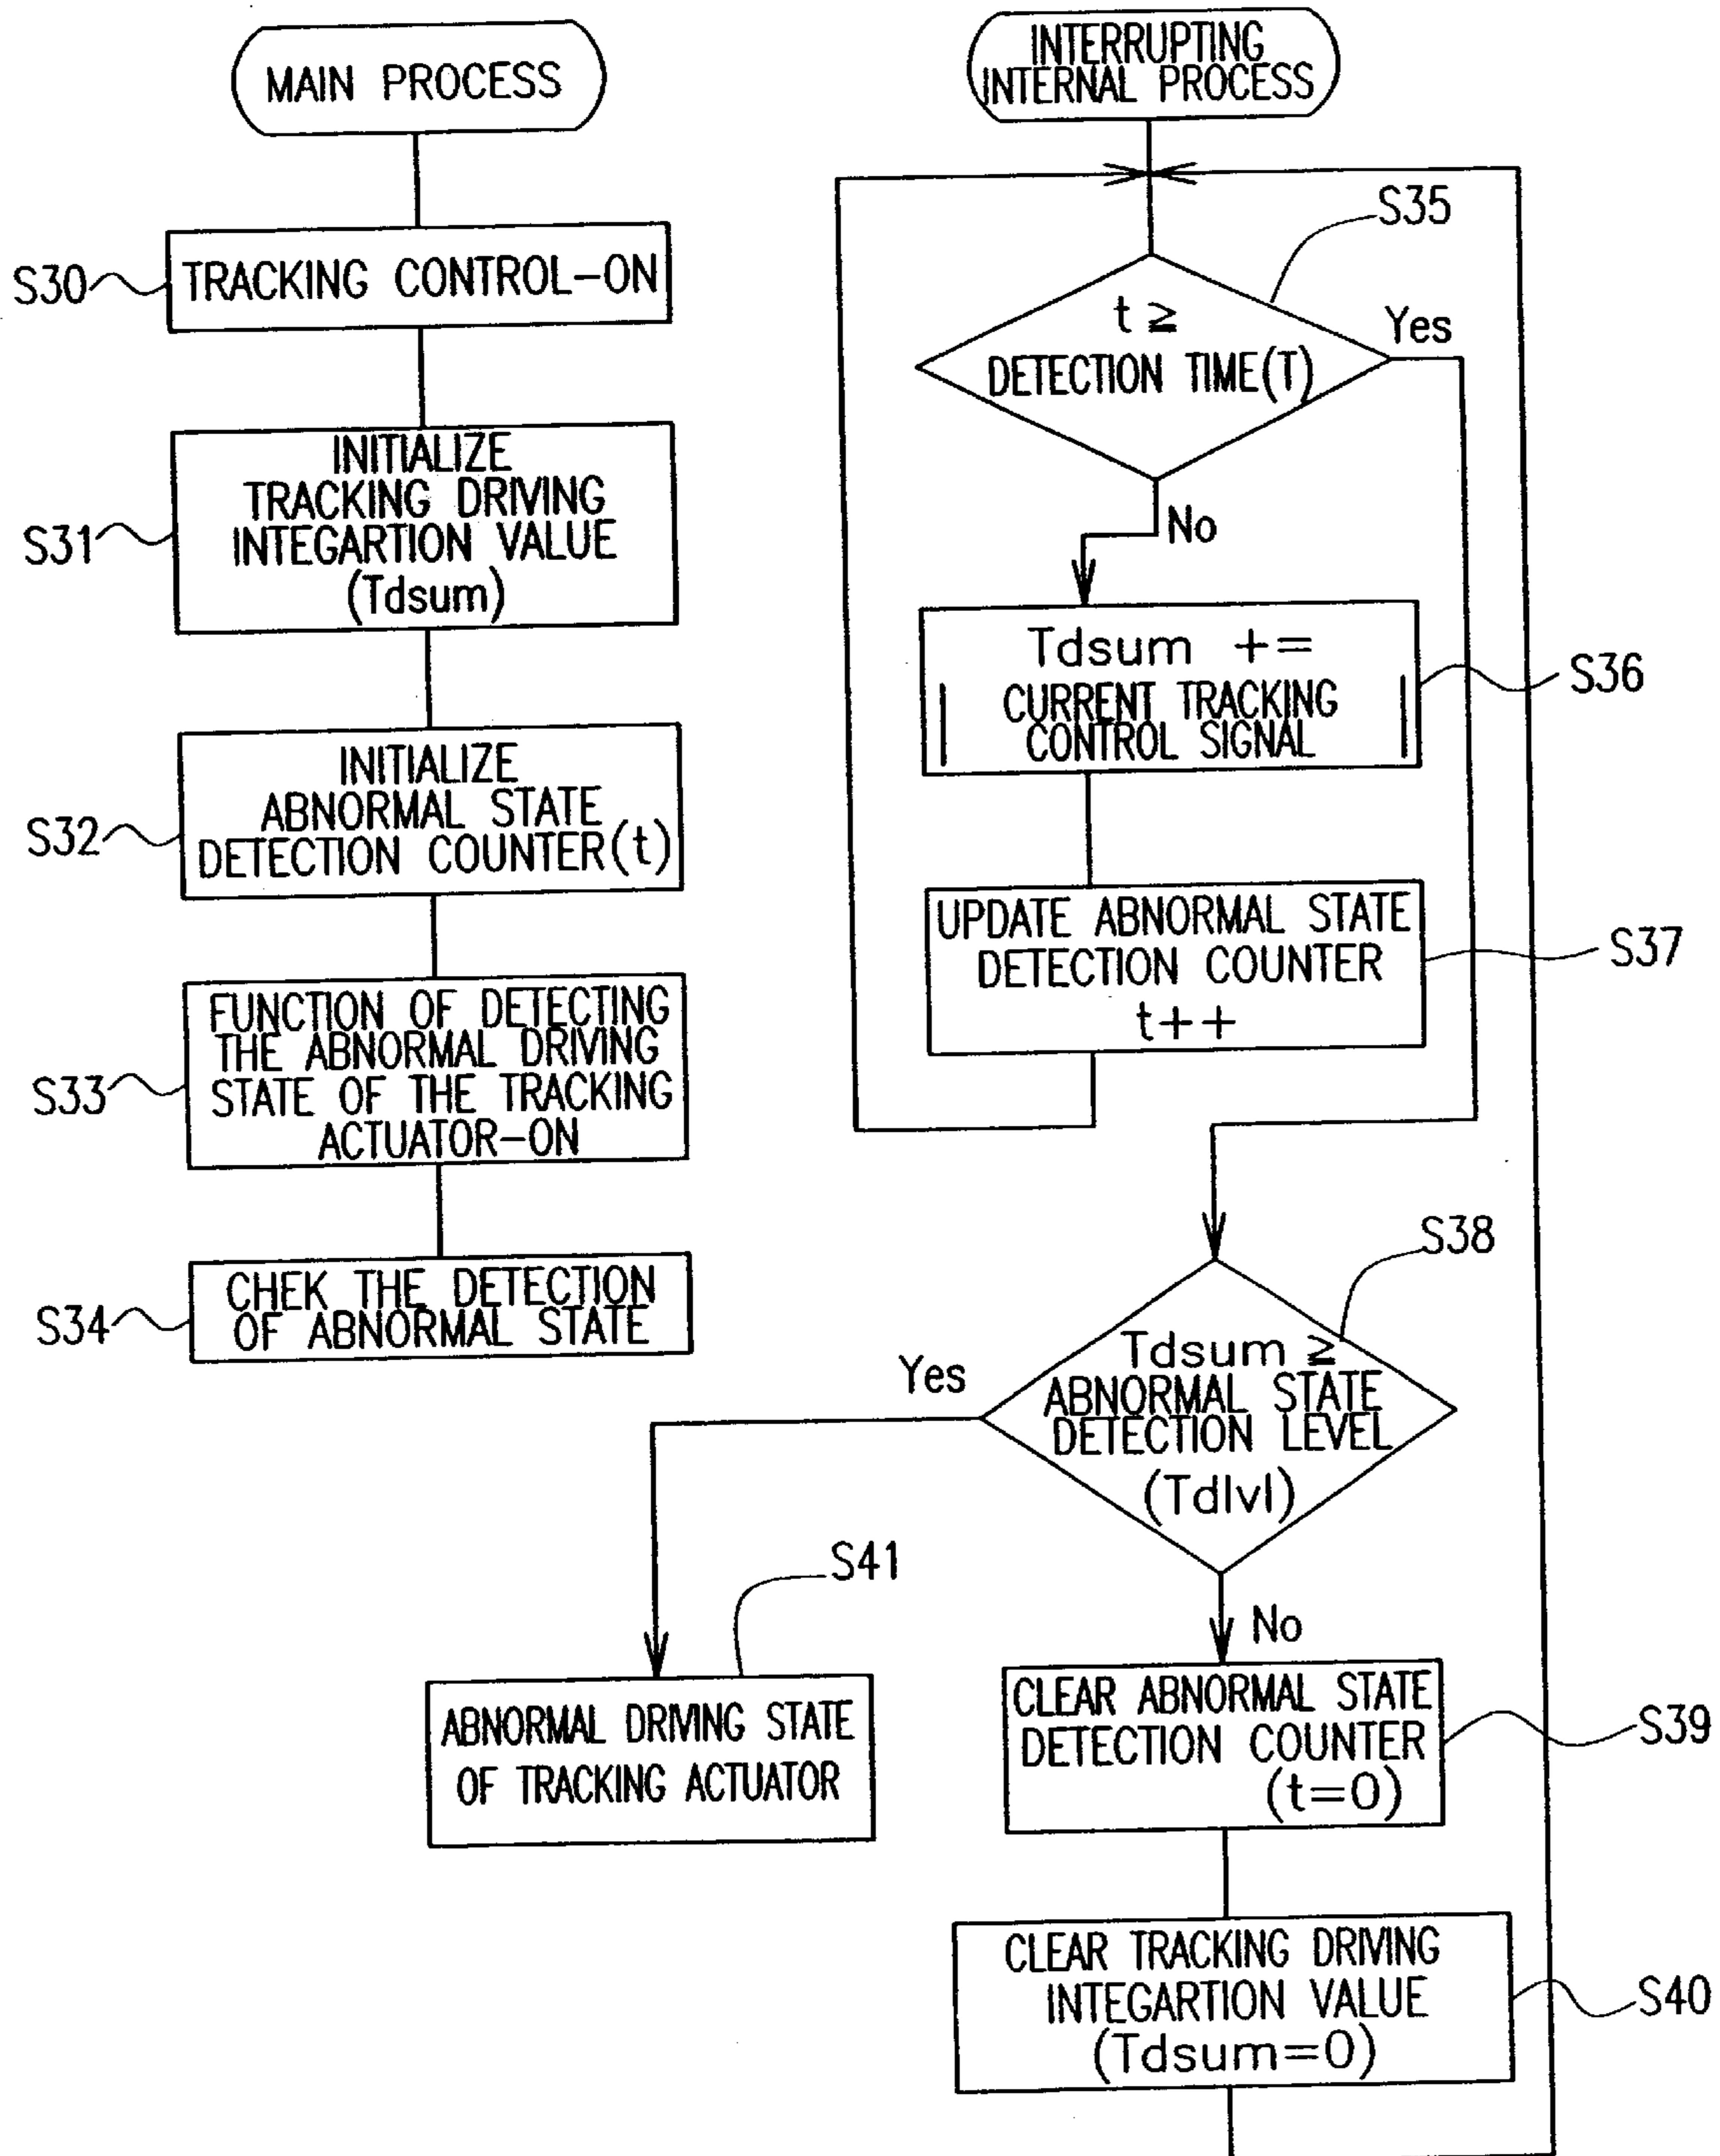 MAIN PROCESS
S30
TRACKING CONTROL-ON
S31
INITIALIZE
TRACKING DRIVING
INTEGARTION VALUE
(Tdsum)
S32
INITIALIZE
ABNORMAL STATE
DETECTION COUNTER(t)
S33
FUNCTION OF DETECTING
THE ABNORMAL DRIVING
STATE OF THE TRACKING
ACTUATOR-ON
S34
CHEK THE DETECTION
OF ABNORMAL STATE
INTERRUPTING
INTERNAL PROCESS
S35
t ≥
DETECTION TIME(T)
Yes
No
Tdsum +=
| CURRENT TRACKING
CONTROL SIGNAL |
S36
UPDATE ABNORMAL STATE
DETECTION COUNTER
t++
S37
S38
Tdsum ≥
ABNORMAL STATE
DETECTION LEVEL
(Tdlvl)
Yes
No
S41
ABNORMAL DRIVING STATE
OF TRACKING ACTUATOR
CLEAR ABNORMAL STATE
DETECTION COUNTER
(t=0)
S39
CLEAR TRACKING DRIVING
INTEGARTION VALUE
(Tdsum=0)
S40